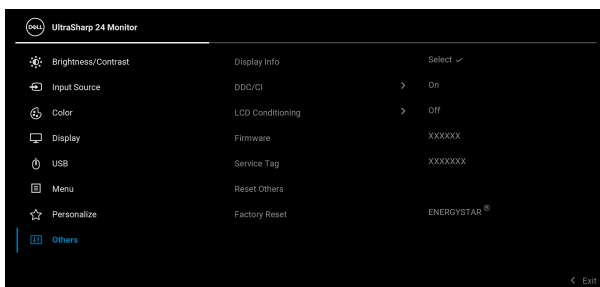 DELL UltraSharp 24 Monitor
Brightness/Contrast Display Info Select ✓
Input Source DDC/CI > On
Color LCD Conditioning > Off
Display Firmware XXXXXX
USB Service Tag XXXXXXX
Menu Reset Others
Personalize Factory Reset ENERGYSTAR ®
Others
< Exit